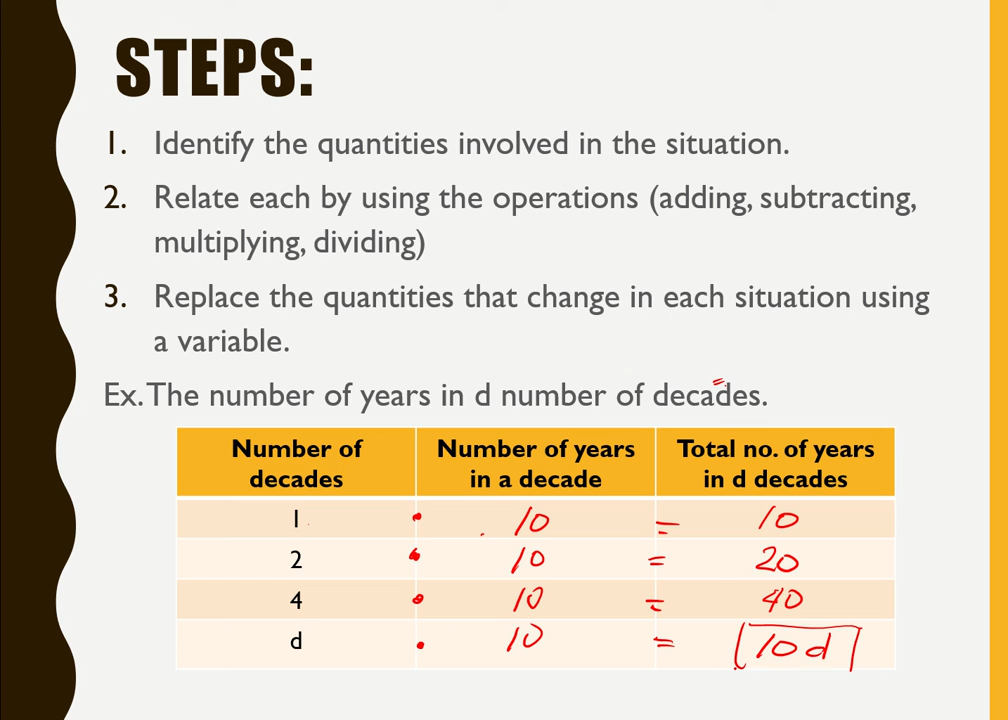 STEPS:
1. Identify the quantities involved in the situation.
2. Relate each by using the operations (adding, subtracting,
multiplying, dividing)
3. Replace the quantities that change in each situation using
a variable.
Ex. The number of years in d number of decades.
Number of decades Number of years in a decade Total no. of years in d decades
1 • 10 = 10
2 • 10 = 20
4 • 10 = 40
d • 10 = 10d